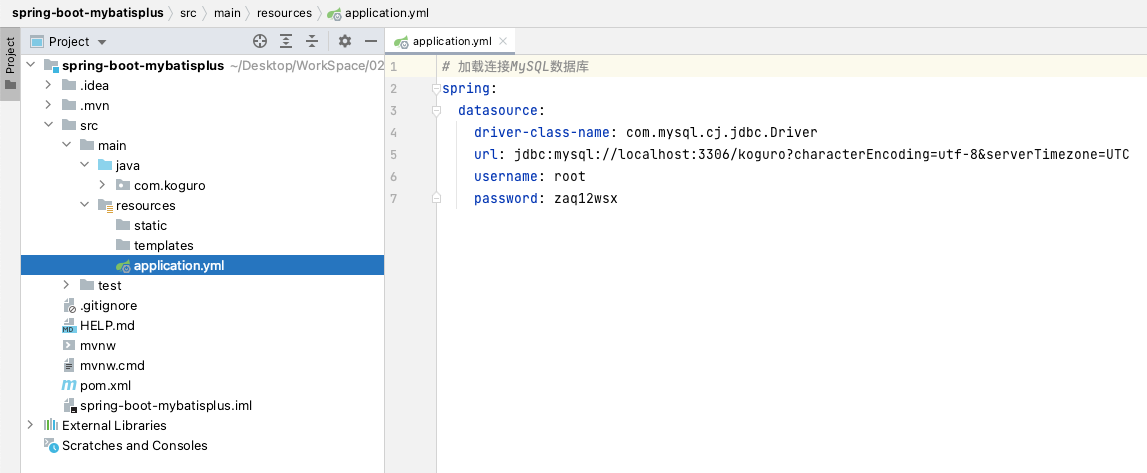 spring-boot-mybatisplus src main resources application.yml
Project
Project
application.yml
spring-boot-mybatisplus ~/Desktop/WorkSpace/02
.idea
.mvn
src
main
java
com.koguro
resources
static
templates
application.yml
test
.gitignore
HELP.md
mvnw
mvnw.cmd
pom.xml
spring-boot-mybatisplus.iml
External Libraries
Scratches and Consoles
1 # 加载连接MySQL数据库
2 spring:
3 datasource:
4 driver-class-name: com.mysql.cj.jdbc.Driver
5 url: jdbc:mysql://localhost:3306/koguro?characterEncoding=utf-8&serverTimezone=UTC
6 username: root
7 password: zaq12wsx